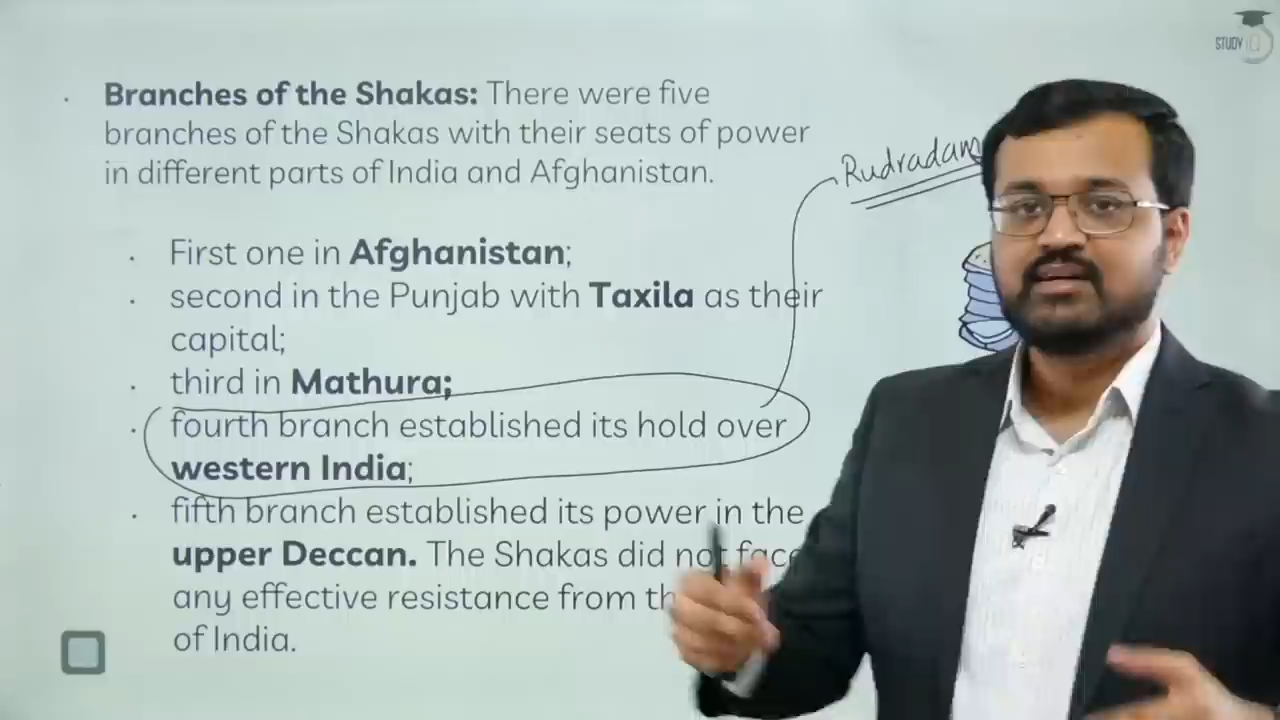 STUDY IQ
Branches of the Shakas: There were five
branches of the Shakas with their seats of power
in different parts of India and Afghanistan.
Rudradam
First one in Afghanistan;
second in the Punjab with Taxila as their
capital;
third in Mathura;
fourth branch established its hold over
western India;
fifth branch established its power in the
upper Deccan. The Shakas did not face
any effective resistance from
of India.